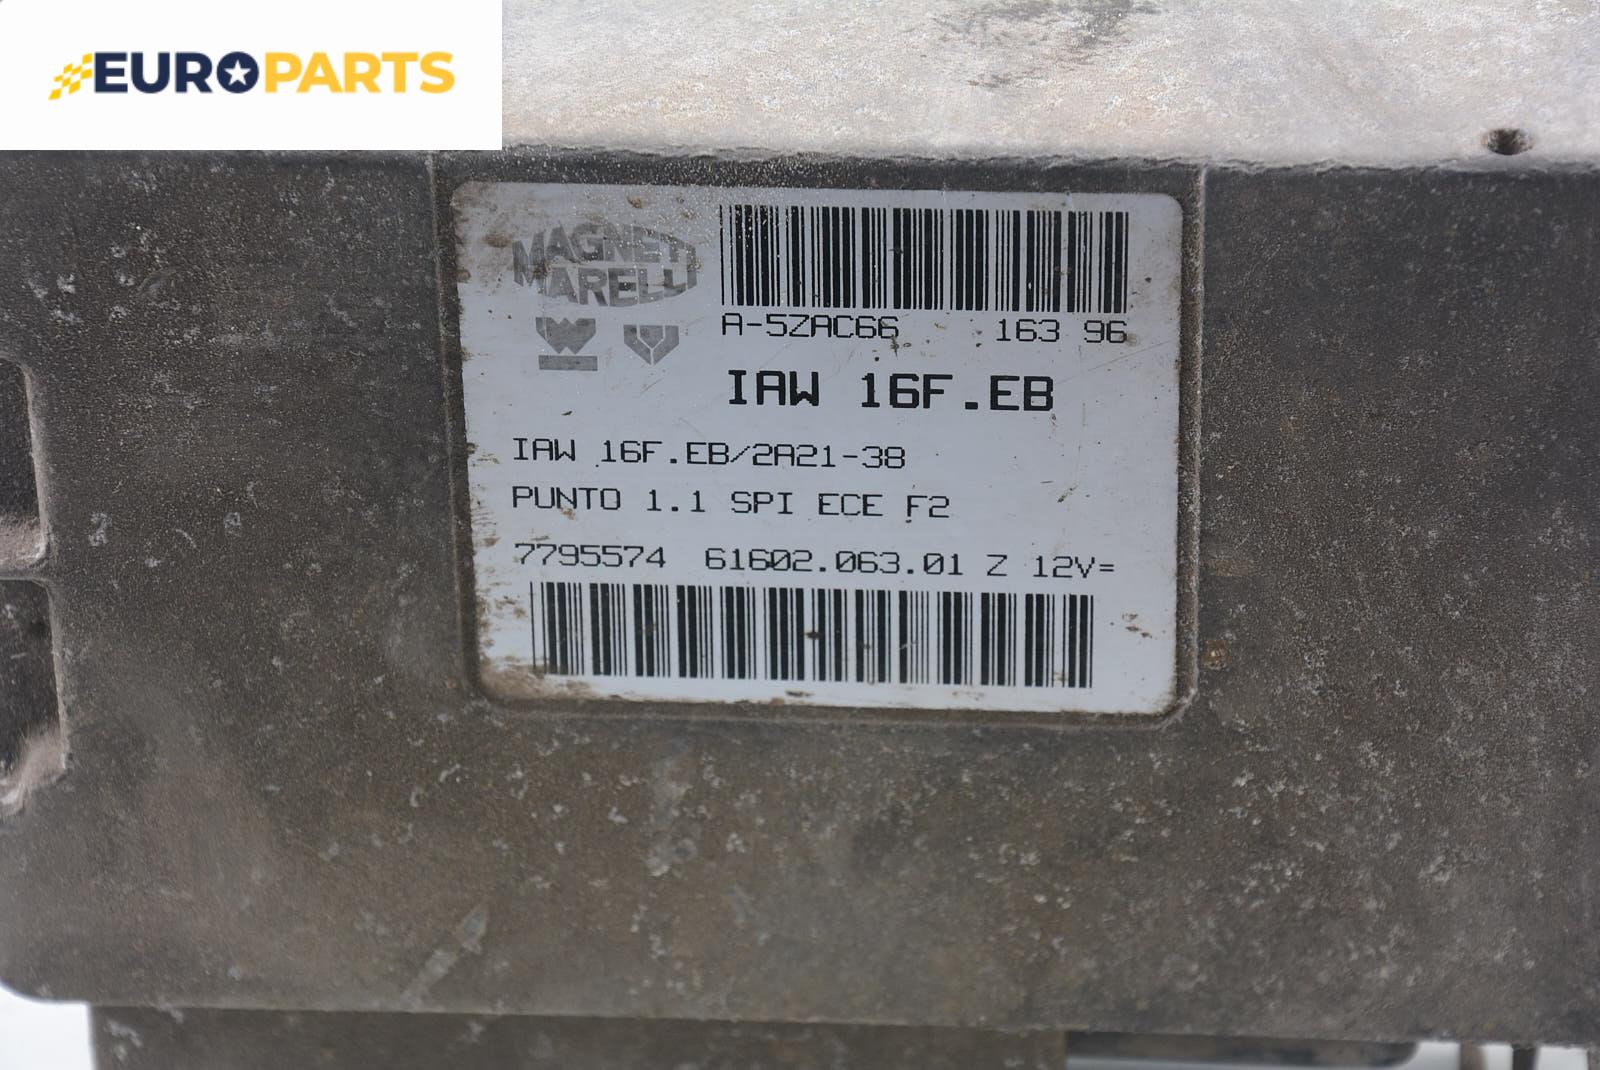 EUROPARTS
MAGNETI
MARELLI
A-5ZAC66 163 96
IAW 16F.EB
IAW 16F.EB/2A21-38
PUNTO 1.1 SPI ECE F2
7795574 61602.063.01 Z 12V=